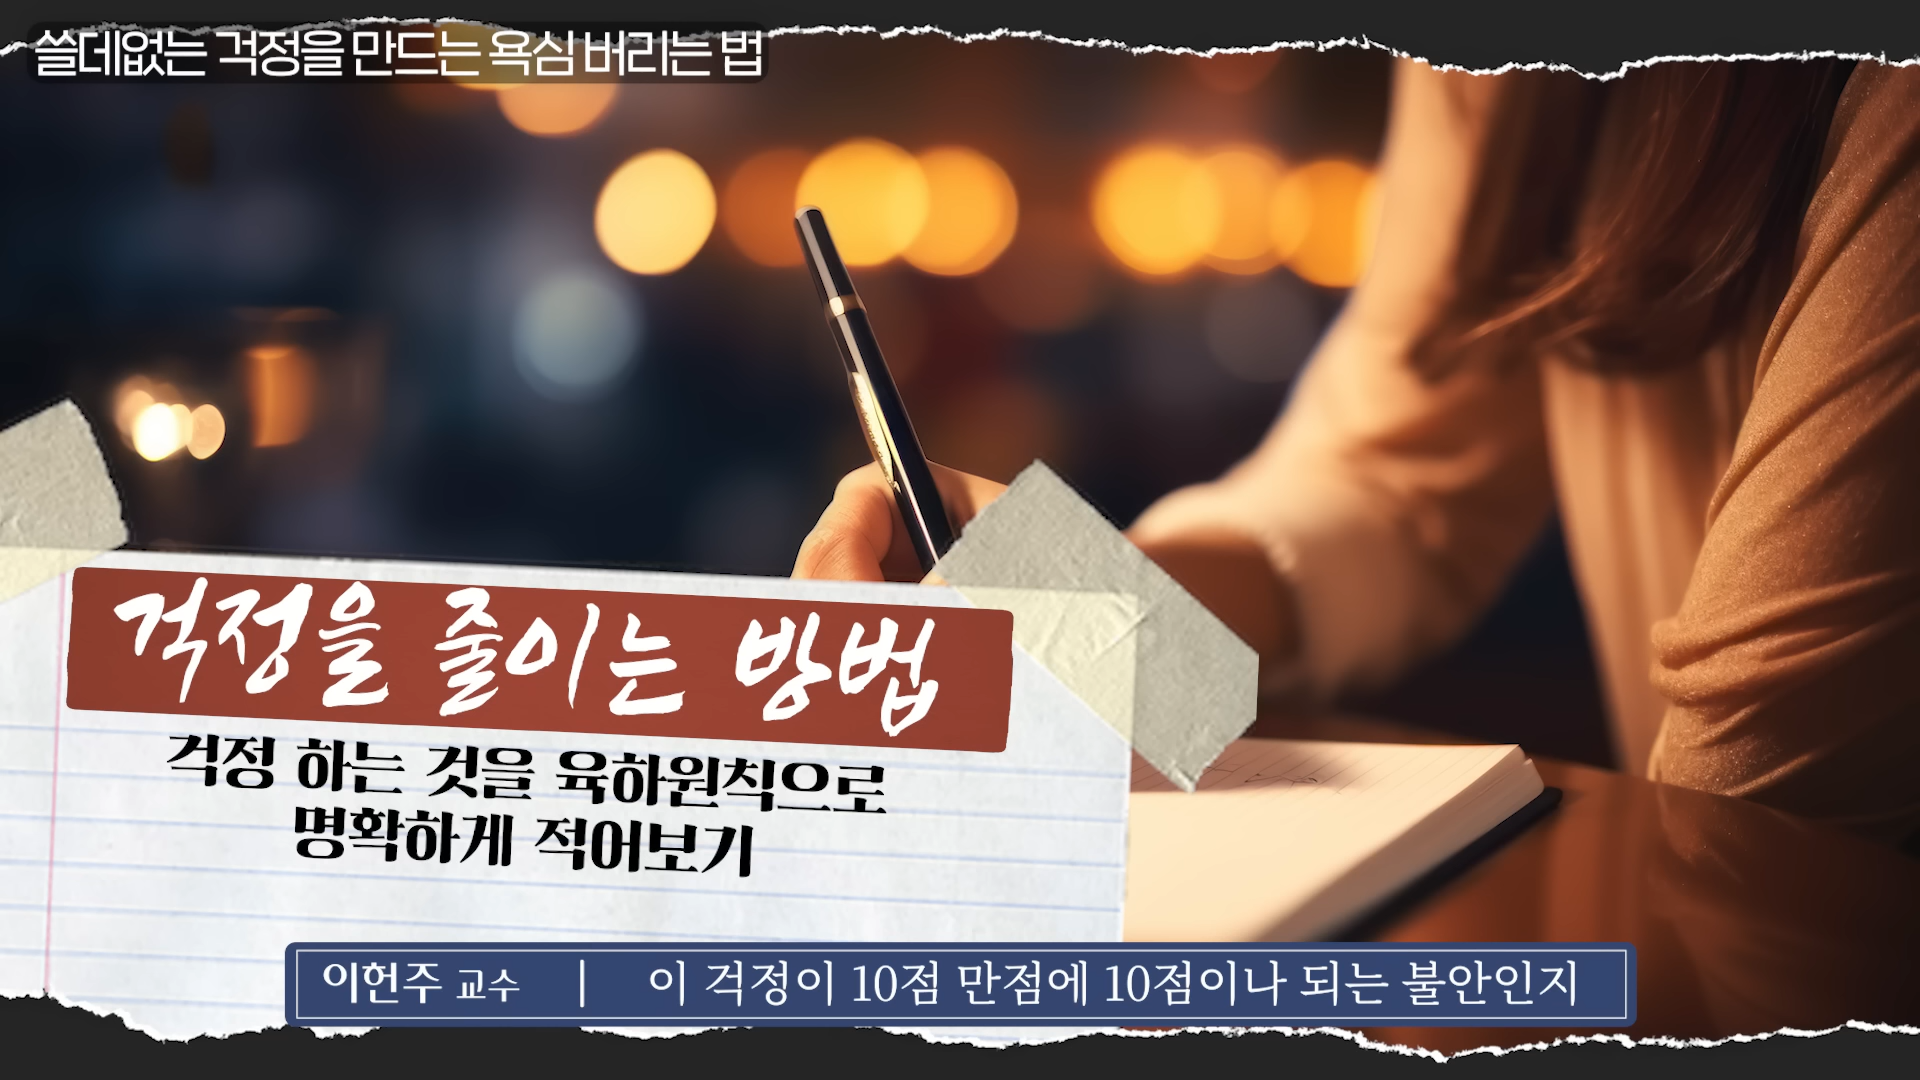 쓸데없는 걱정을 만드는 욕심 버리는 법
걱정을 줄이는 방법
걱정 하는 것을 육하원칙으로
명확하게 적어보기
이헌주 교수 | 이 걱정이 10점 만점에 10점이나 되는 불안인지